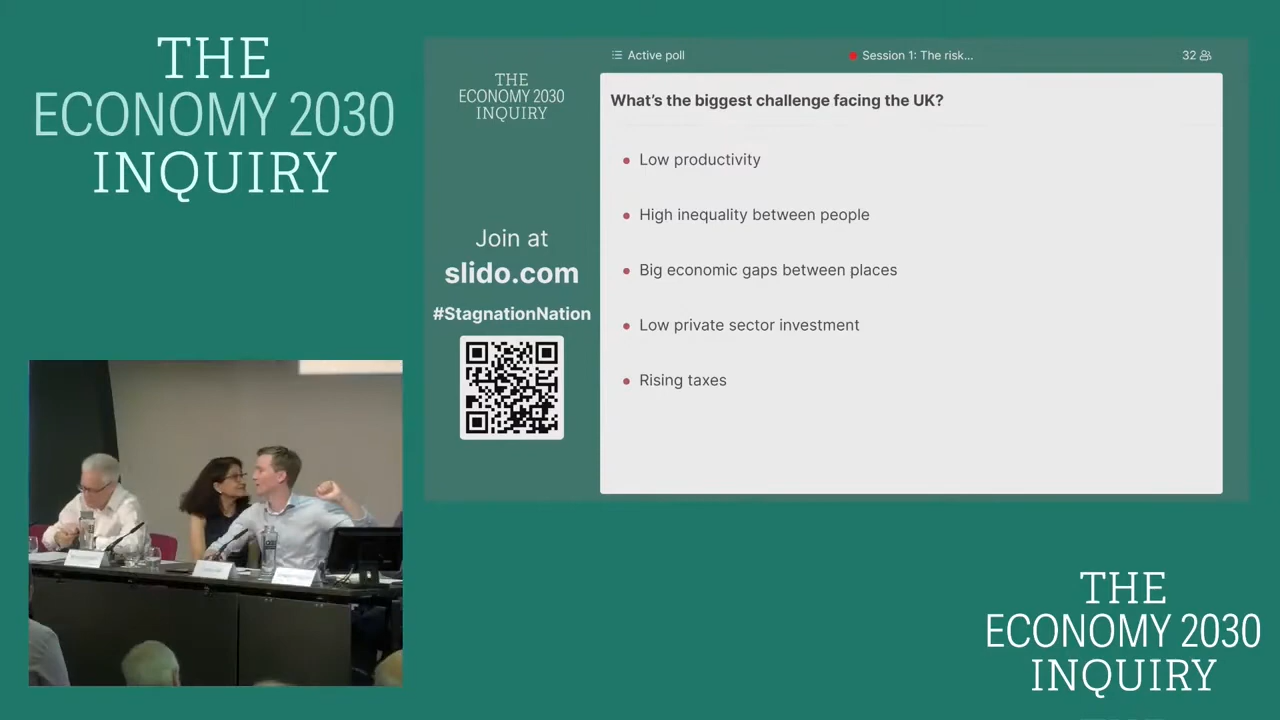 THE
ECONOMY 2030
INQUIRY
Active poll
Session 1: The risk...
32
THE
ECONOMY 2030
INQUIRY
Join at
slido.com
#StagnationNation
What's the biggest challenge facing the UK?
Low productivity
High inequality between people
Big economic gaps between places
Low private sector investment
Rising taxes
THE
ECONOMY 2030
INQUIRY